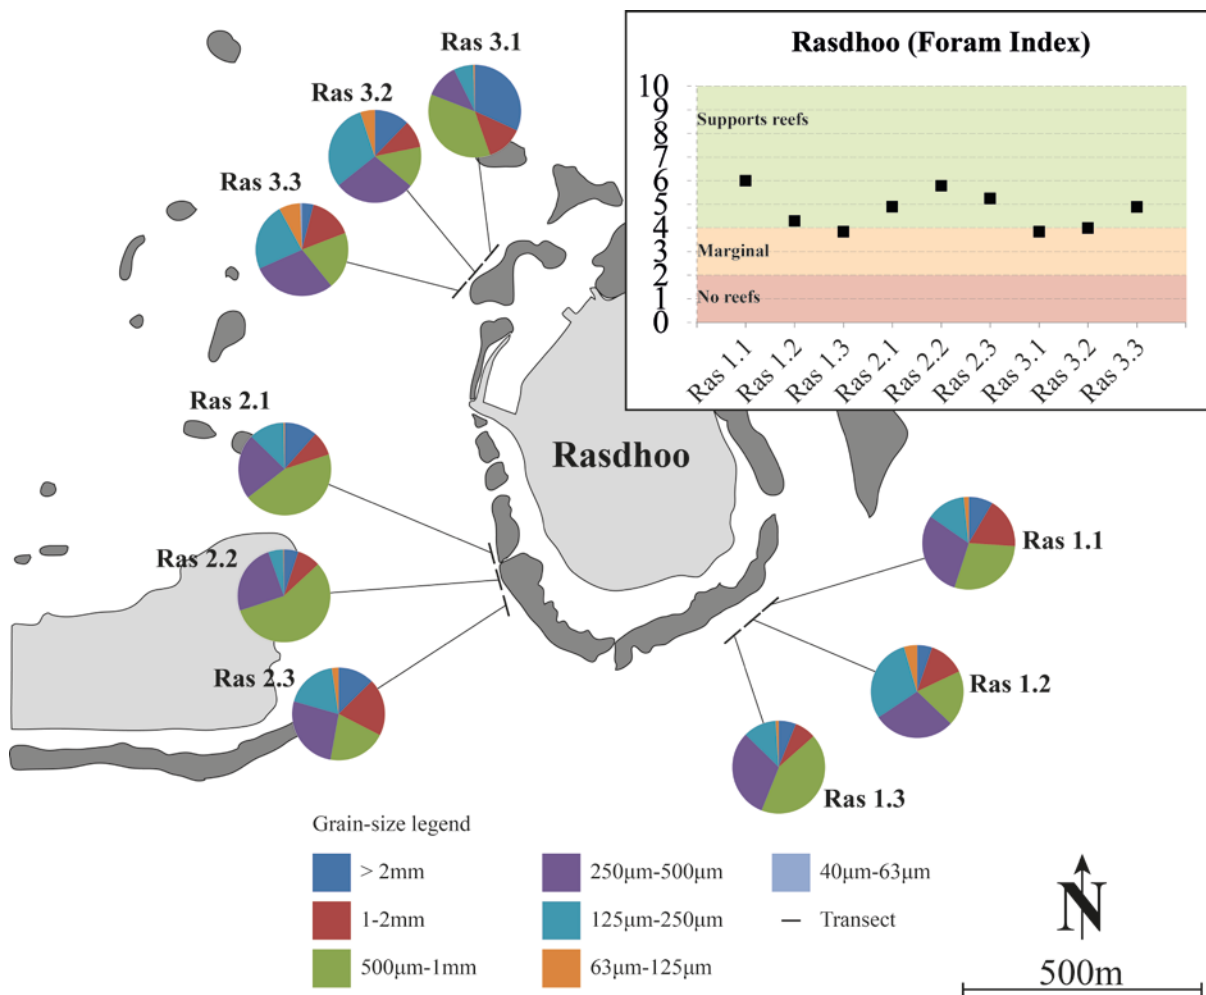 Ras 3.1
Ras 3.2
Ras 3.3
Rasdhoo (Foram Index)
10
9
8
7
6
5
4
3
2
1
0
Supports reefs
Marginal
No reefs
Ras 1.1
Ras 1.2
Ras 1.3
Ras 2.1
Ras 2.2
Ras 2.3
Ras 3.1
Ras 3.2
Ras 3.3
Ras 2.1
Rasdhoo
Ras 2.2
Ras 1.1
Ras 2.3
Ras 1.2
Ras 1.3
Grain-size legend
> 2mm
250μm-500μm
40μm-63μm
1-2mm
125μm-250μm
Transect
500μm-1mm
63μm-125μm
N
500m